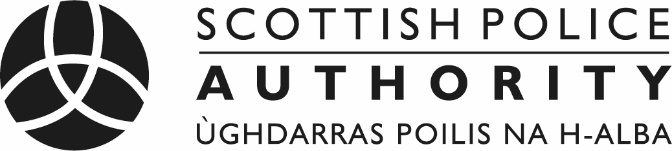 SCOTTISH POLICE
AUTHORITY
ÙGHDARRAS POILIS NA H-ALBA